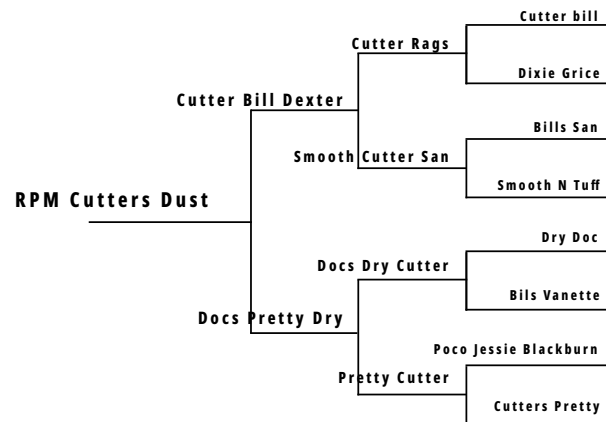 Cutter bill
Cutter Rags
Dixie Grice
Cutter Bill Dexter
Bills San
Smooth Cutter San
Smooth N Tuff
RPM Cutters Dust
Dry Doc
Docs Dry Cutter
Bils Vanette
Docs Pretty Dry
Poco Jessie Blackburn
Pretty Cutter
Cutters Pretty